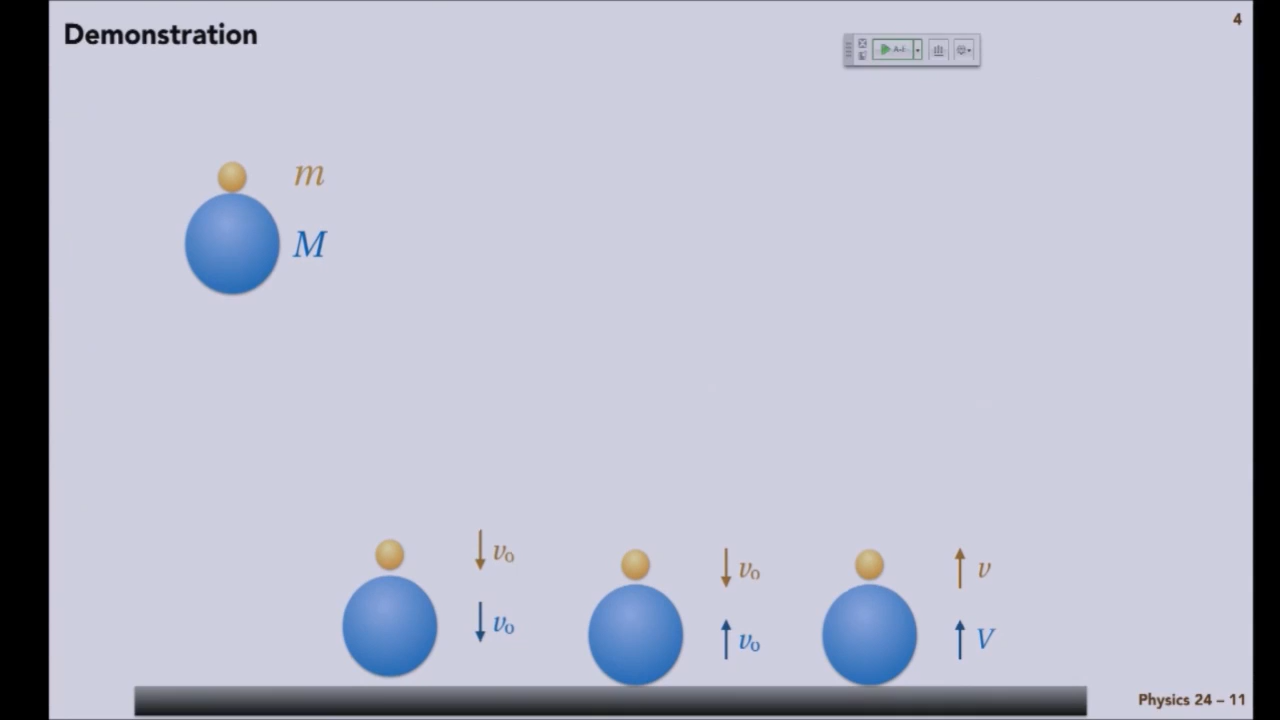 Demonstration
4
m
M
v₀
v₀
v
v₀
v₀
V
Physics 24 – 11